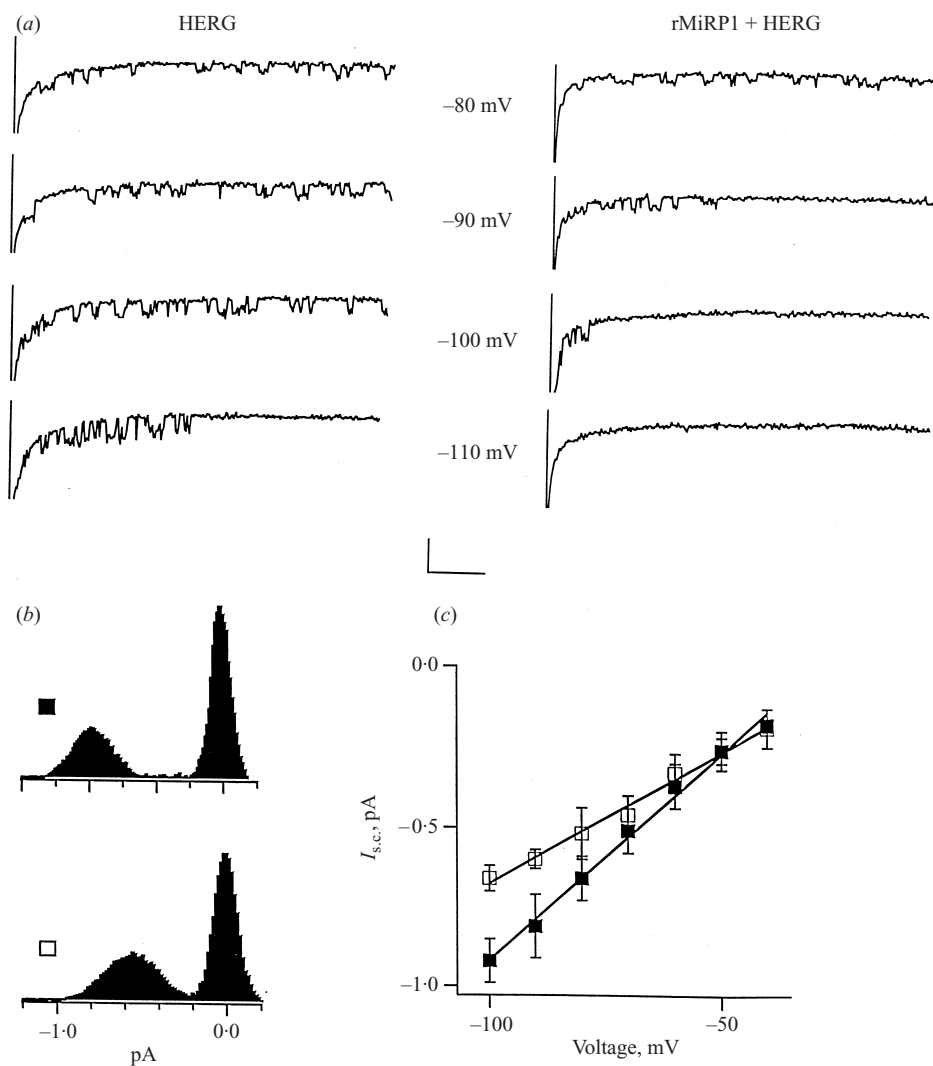 (a)
HERG
rMiRP1 + HERG
–80 mV
–90 mV
–100 mV
–110 mV
(b)
–1·0
0·0
pA
(c)
0·0
–0·5
–1·0
I s.c., pA
–100
–50
Voltage, mV